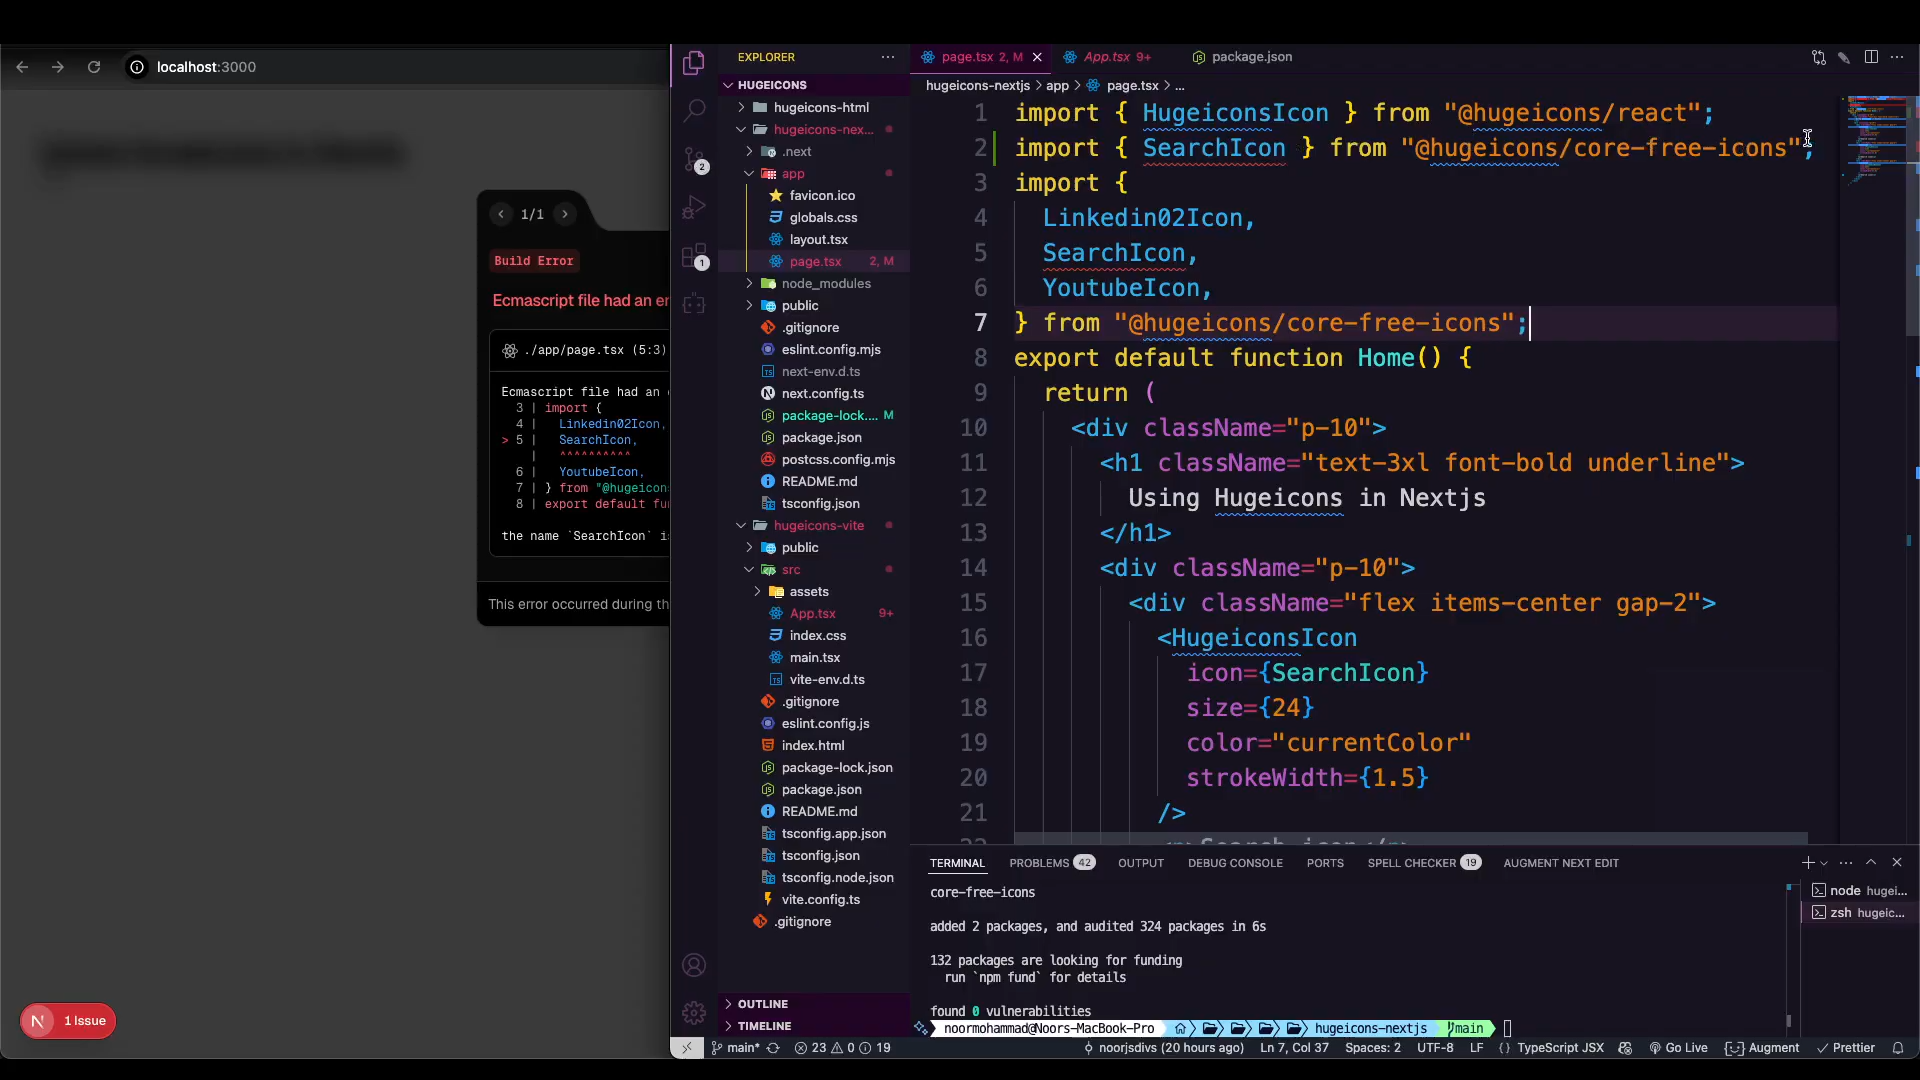 localhost:3000
1/1
Build Error
Ecmascript file had an er
./app/page.tsx (5:3)
Ecmascript file had an
3 | import {
4 | Linkedin02Icon,
> 5 | SearchIcon,
| ^^^^^^^^^^
6 | YoutubeIcon,
7 | } from "@hugeicon
8 | export default fu
the name `SearchIcon` i
This error occurred during th
N 1 Issue
EXPLORER
HUGEICONS
hugeicons-html
hugeicons-nex...
.next
app
favicon.ico
globals.css
layout.tsx
page.tsx 2, M
node_modules
public
.gitignore
eslint.config.mjs
next-env.d.ts
next.config.ts
package-lock.... M
package.json
postcss.config.mjs
README.md
tsconfig.json
hugeicons-vite
public
src
assets
App.tsx 9+
index.css
main.tsx
vite-env.d.ts
.gitignore
eslint.config.js
index.html
package-lock.json
package.json
README.md
tsconfig.app.json
tsconfig.json
tsconfig.node.json
vite.config.ts
.gitignore
OUTLINE
TIMELINE
2
1
page.tsx 2, M
App.tsx 9+
package.json
hugeicons-nextjs > app > page.tsx > ...
1 import { HugeiconsIcon } from "@hugeicons/react";
2 import { SearchIcon } from "@hugeicons/core-free-icons";
3 import {
4 Linkedin02Icon,
5 SearchIcon,
6 YoutubeIcon,
7 } from "@hugeicons/core-free-icons";
8 export default function Home() {
9 return (
10 <div className="p-10">
11 <h1 className="text-3xl font-bold underline">
12 Using Hugeicons in Nextjs
13 </h1>
14 <div className="p-10">
15 <div className="flex items-center gap-2">
16 <HugeiconsIcon
17 icon={SearchIcon}
18 size={24}
19 color="currentColor"
20 strokeWidth={1.5}
21 />
TERMINAL PROBLEMS 42 OUTPUT DEBUG CONSOLE PORTS SPELL CHECKER 19 AUGMENT NEXT EDIT
core-free-icons
added 2 packages, and audited 324 packages in 6s
132 packages are looking for funding
run `npm fund` for details
found 0 vulnerabilities
noormohammad@Noors-MacBook-Pro hugeicons-nextjs main
node hugei...
zsh hugeic...
main* 23 0 19 noorjsdivs (20 hours ago) Ln 7, Col 37 Spaces: 2 UTF-8 LF TypeScript JSX Go Live Augment Prettier